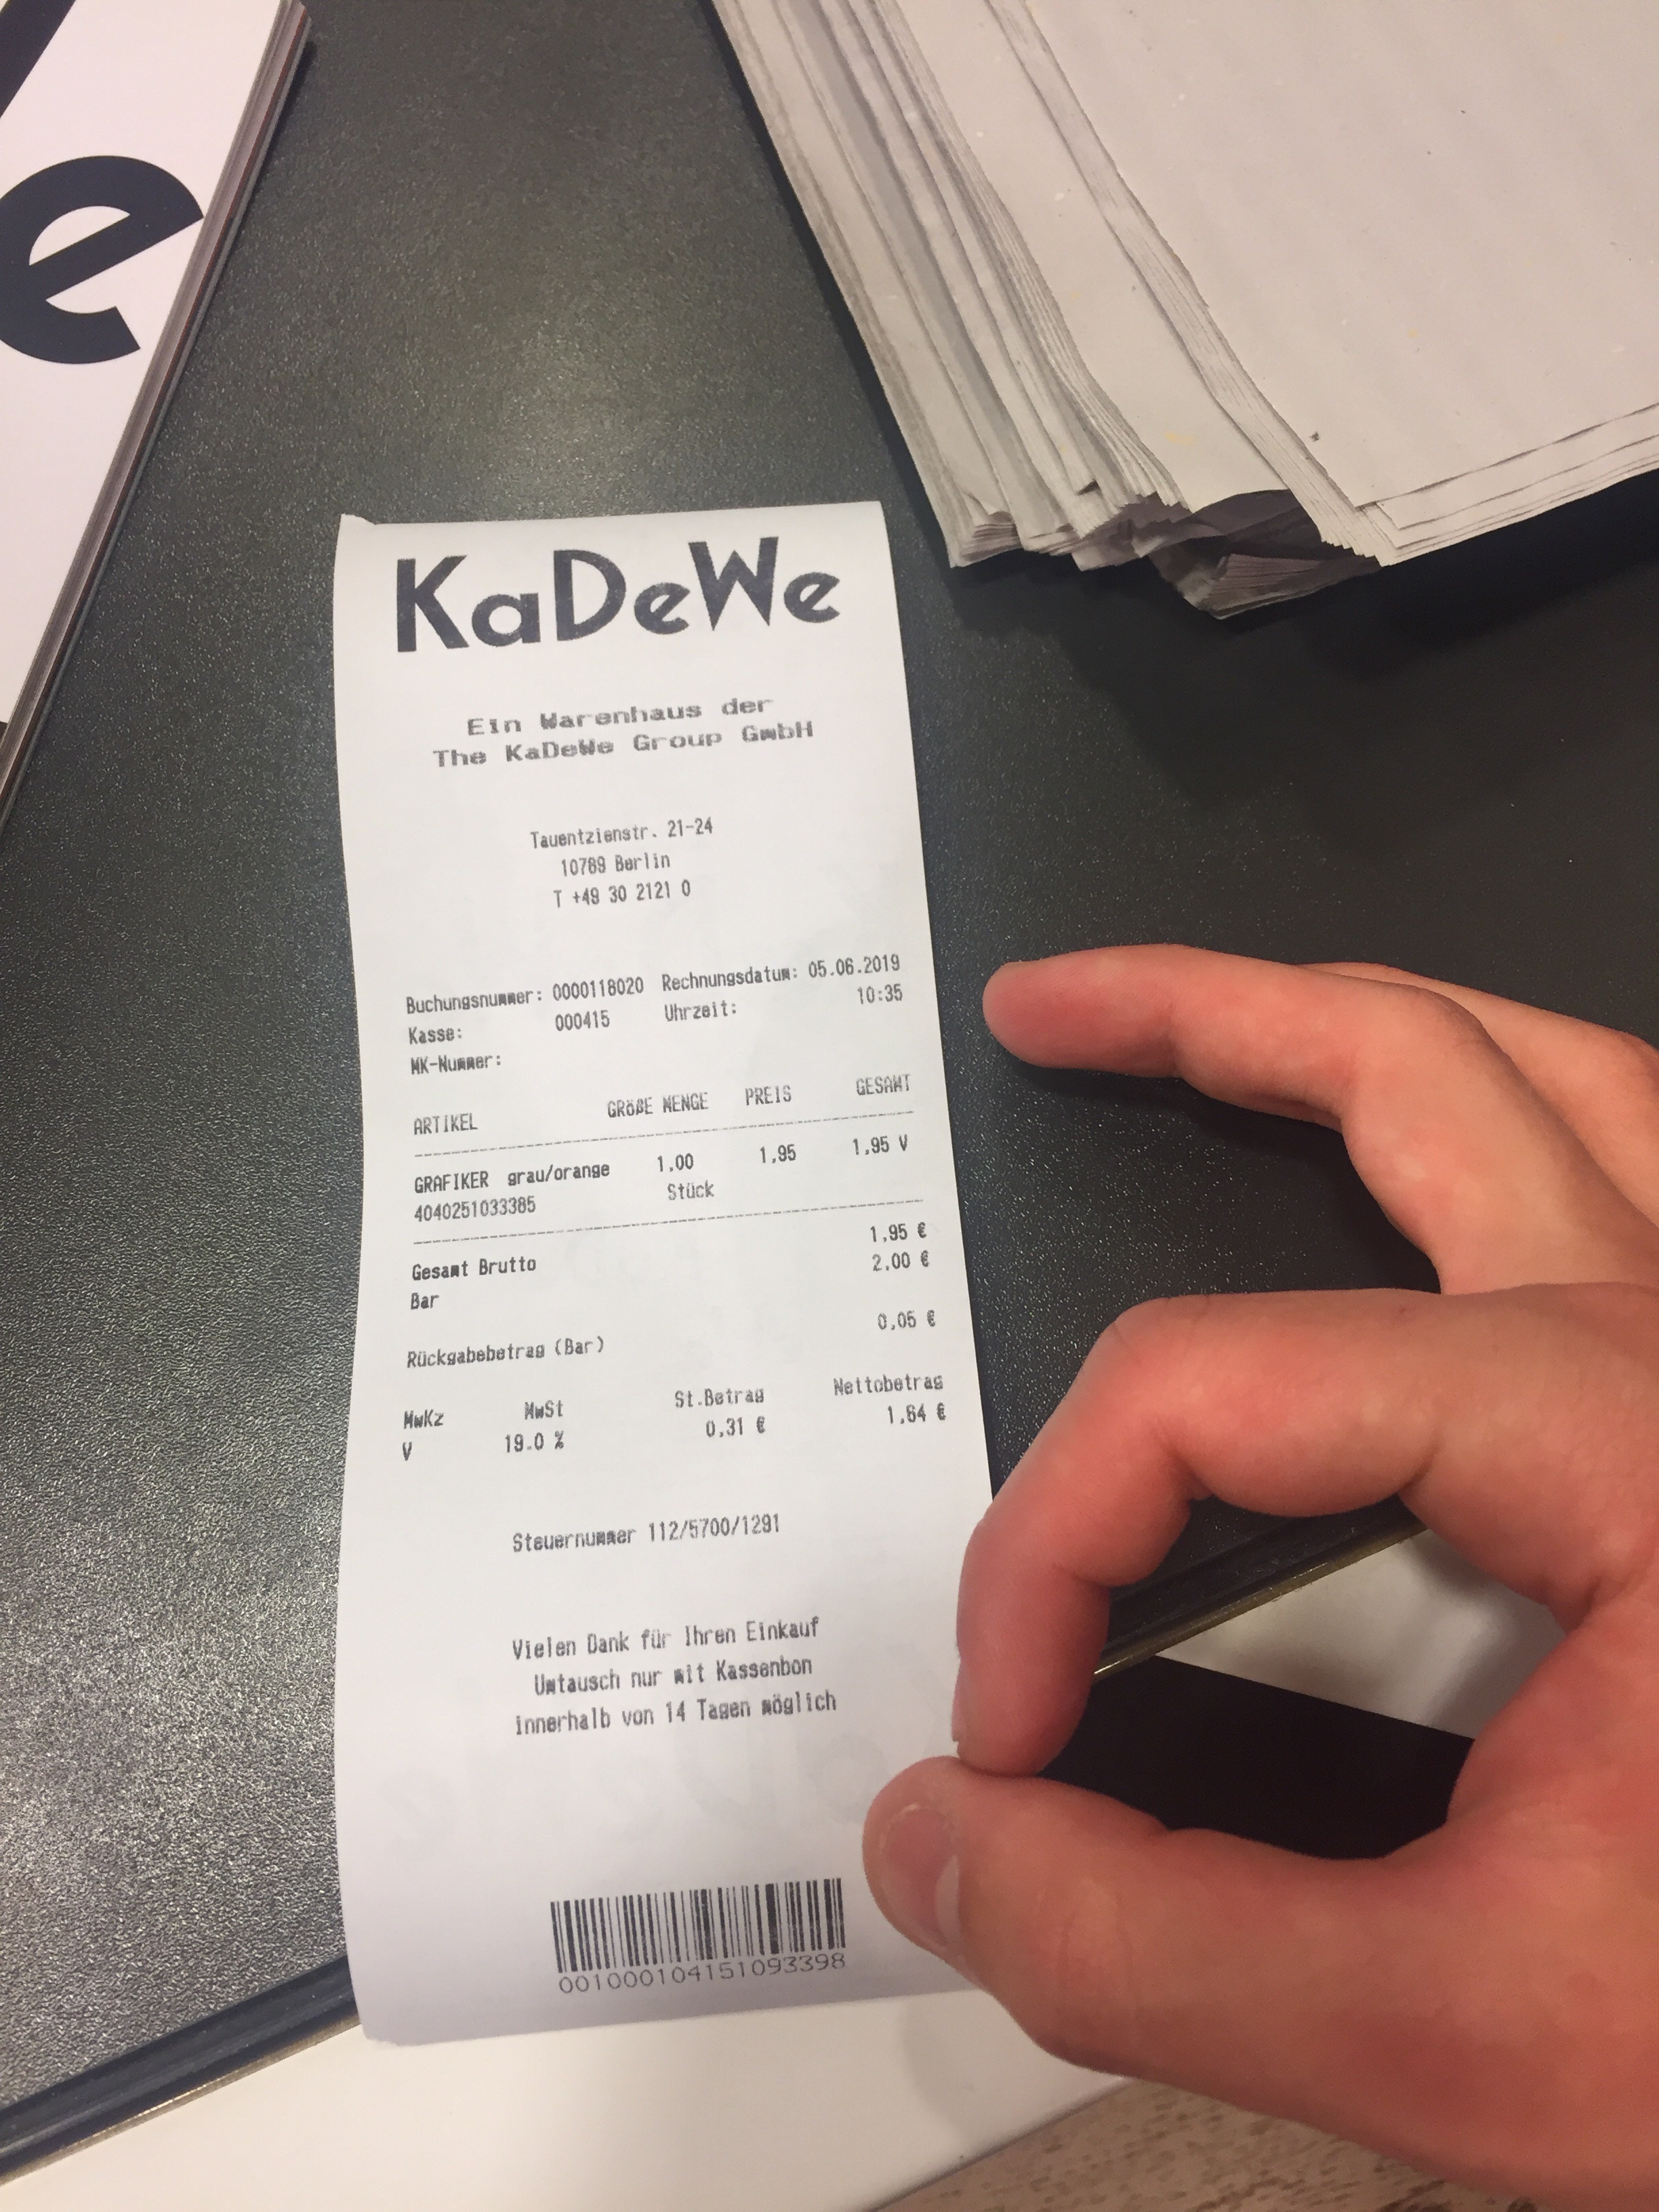 e
KaDeWe
Ein Warenhaus der
The KaDeWe Group GmbH
Tauentzienstr. 21-24
10789 Berlin
T +49 30 2121 0
Buchungsnummer: 0000118020 Rechnungsdatum: 05.06.2019
Kasse: 000415 Uhrzeit: 10:35
MK-Nummer:
ARTIKEL GRÖßE MENGE PREIS GESAMT
GRAFIKER grau/orange 1,00 1,95 1,95 V
4040251033385 Stück
Gesamt Brutto 1,95 €
Bar 2,00 €
Rückgabebetrag (Bar) 0,05 €
MwKz MwSt St.Betrag Nettobetrag
V 19.0 % 0,31 € 1,64 €
Steuernummer 112/5700/1291
Vielen Dank für Ihren Einkauf
Umtausch nur mit Kassenbon
innerhalb von 14 Tagen möglich
001000104151093398